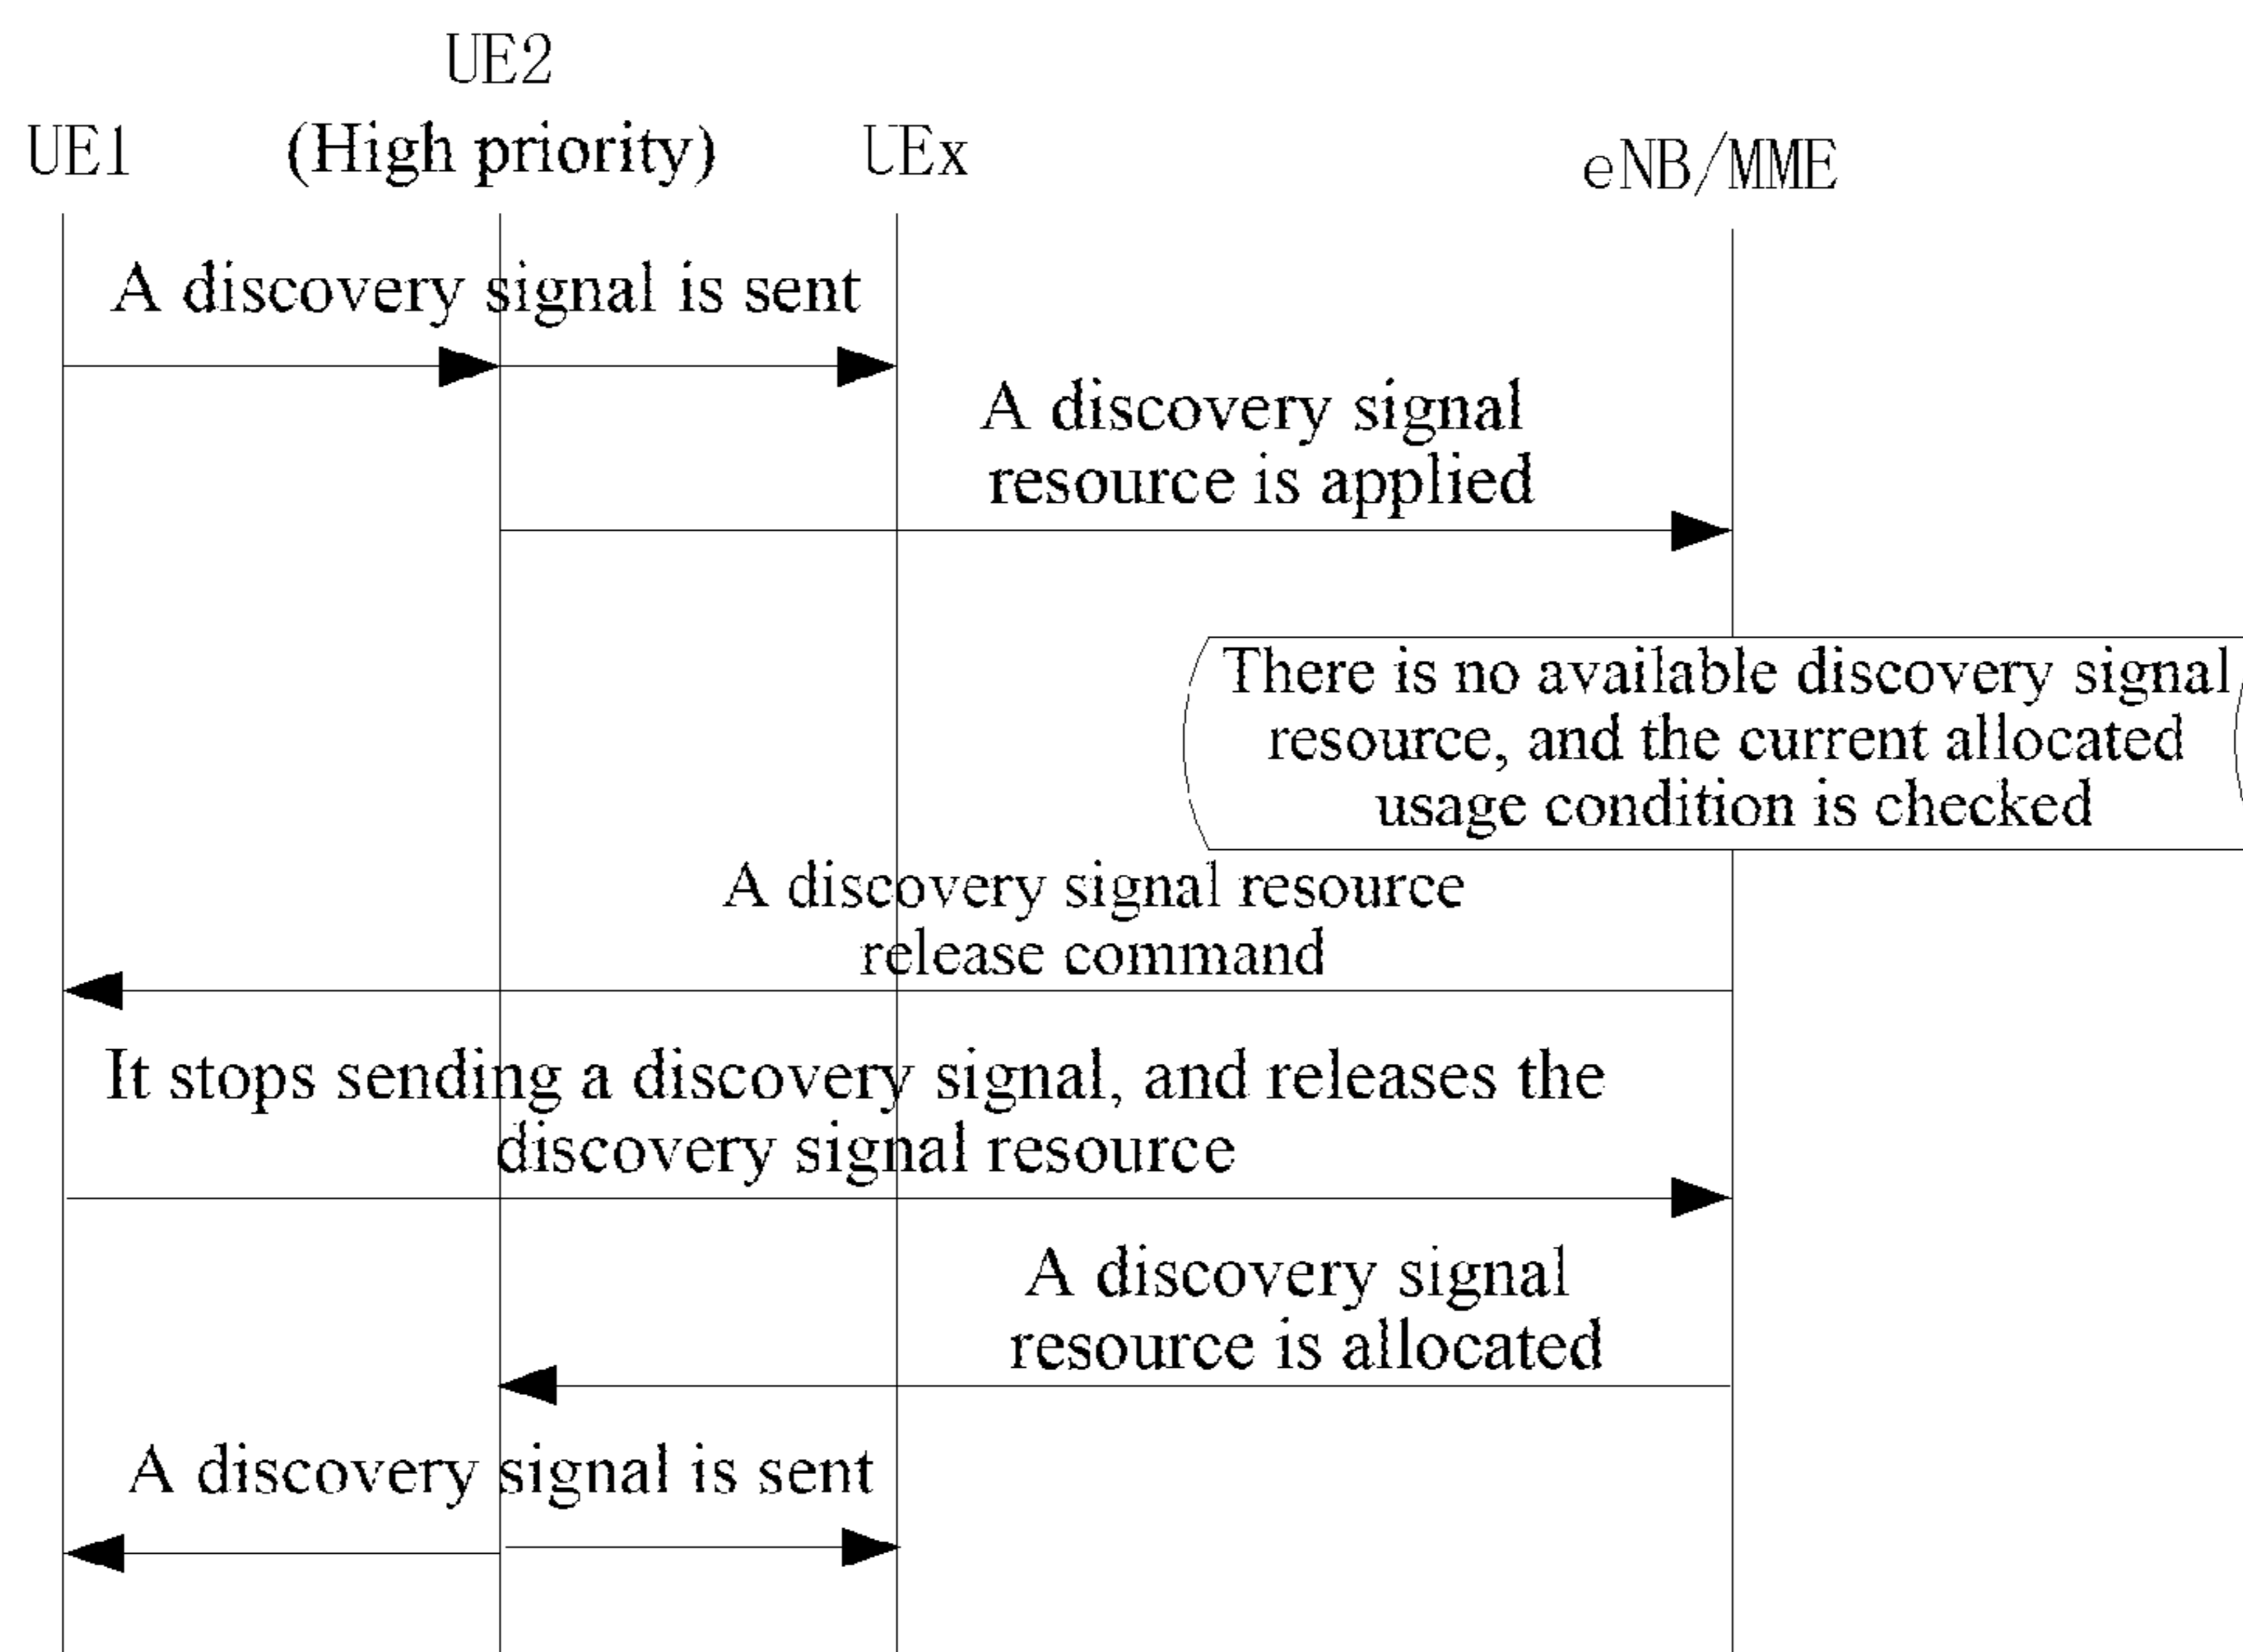 UE2
UE1
(High priority)
UEx
eNB/MME
A discovery signal is sent
A discovery signal
resource is applied
There is no available discovery signal
resource, and the current allocated
usage condition is checked
A discovery signal resource
release command
It stops sending a discovery signal, and releases the
discovery signal resource
A discovery signal
resource is allocated
A discovery signal is sent